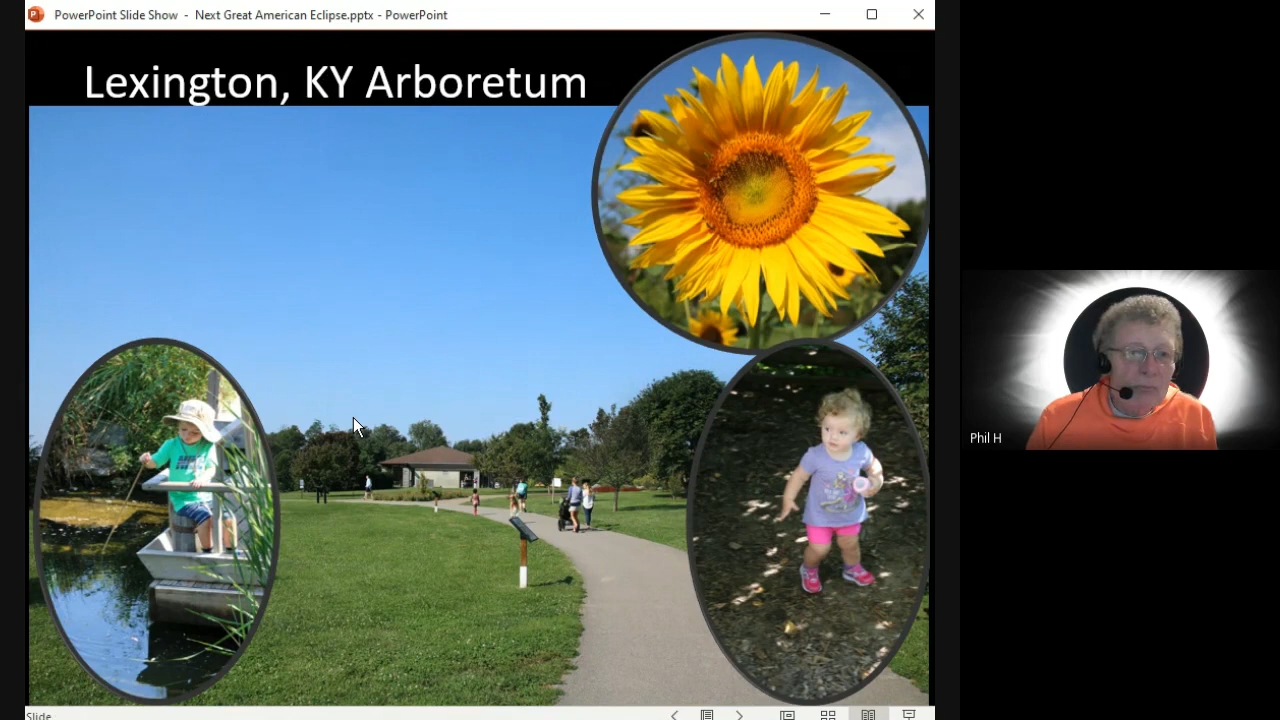 PowerPoint Slide Show - Next Great American Eclipse.pptx - PowerPoint
Lexington, KY Arboretum
Phil H
Slide